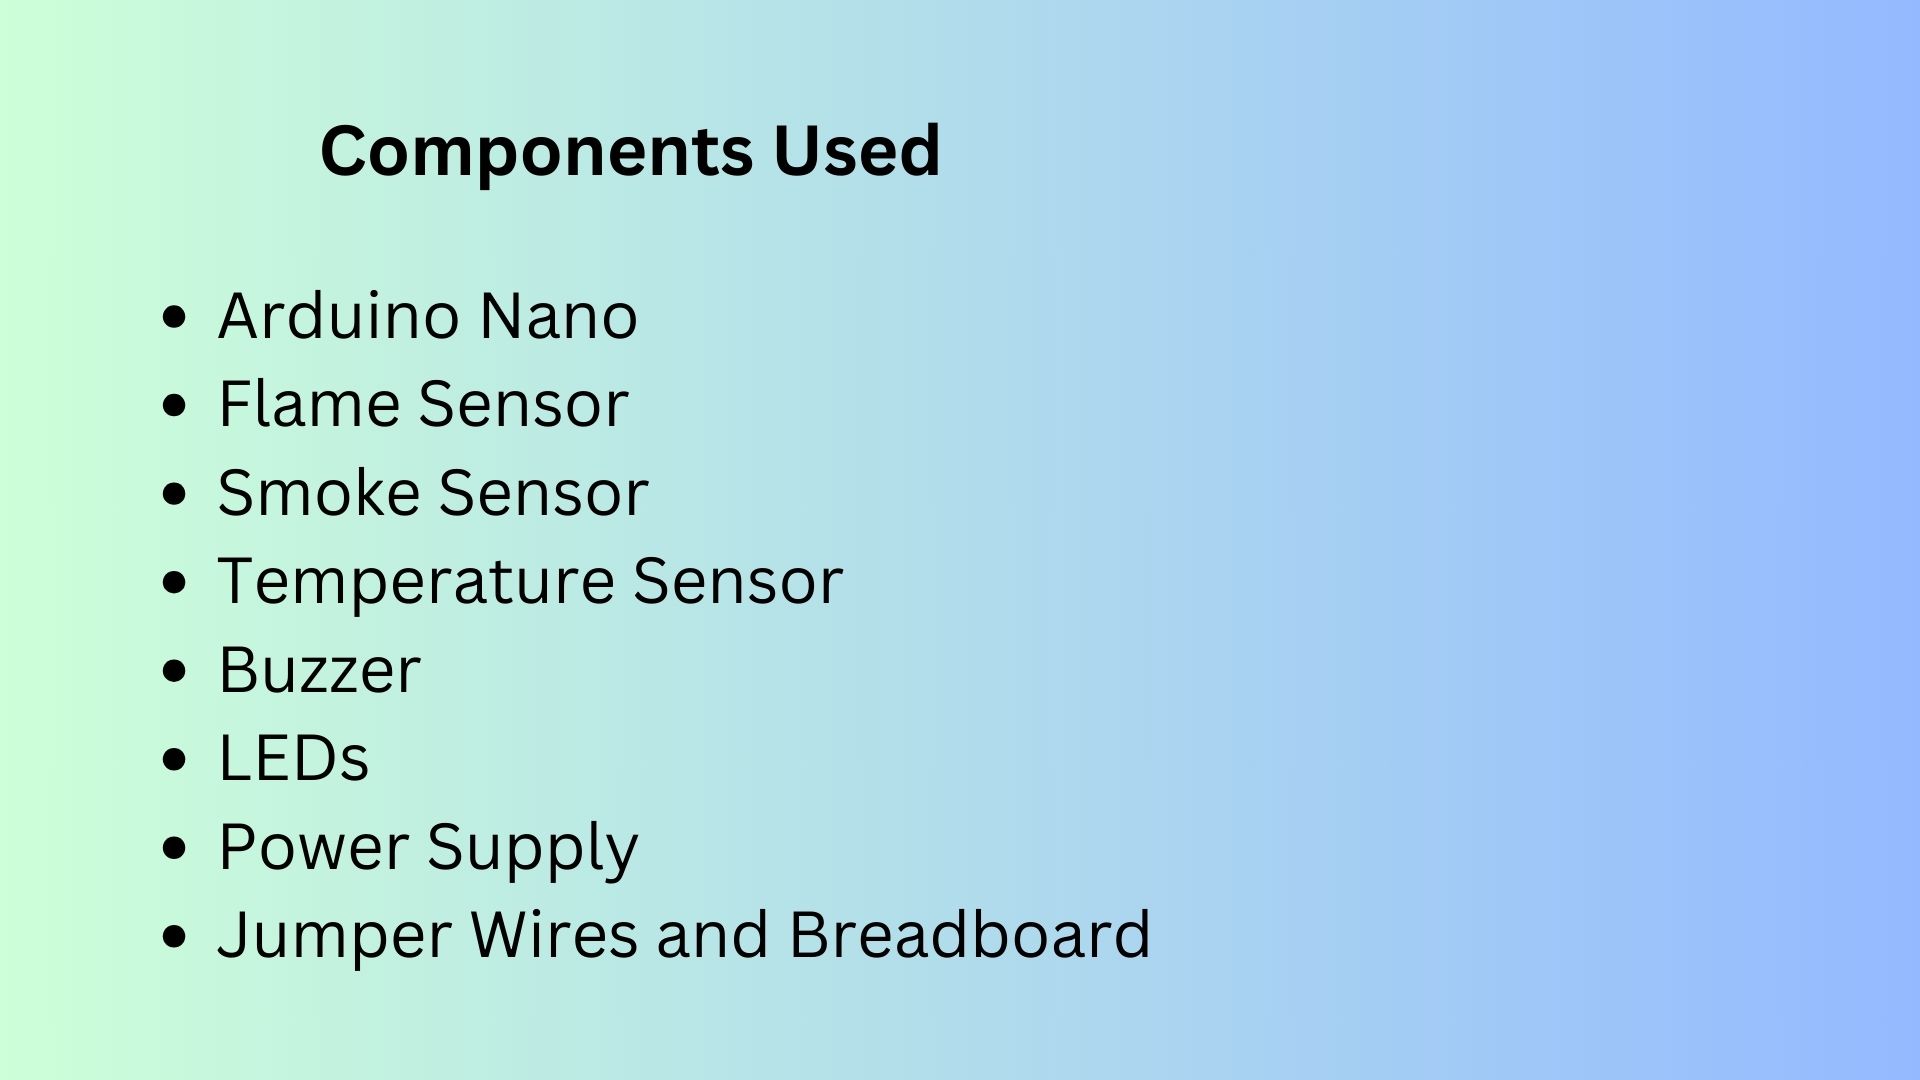 Components Used
• Arduino Nano
• Flame Sensor
• Smoke Sensor
• Temperature Sensor
• Buzzer
• LEDs
• Power Supply
• Jumper Wires and Breadboard